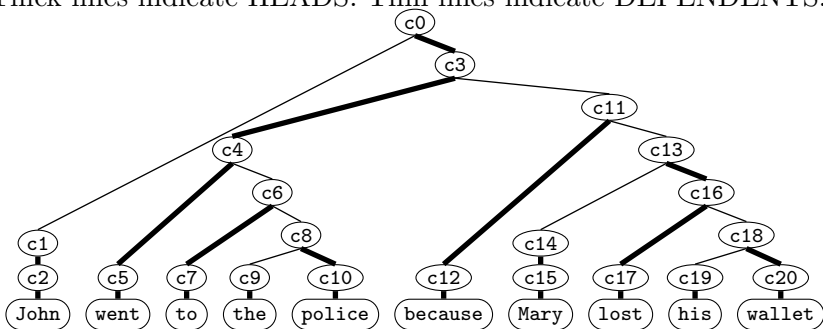 Thick lines indicate HEADS. Thin lines indicate DEPENDENTS.
c0
c3
c11
c4 c13
c6 c16
c1 c8 c14 c18
c2 c5 c7 c9 c10 c12 c15 c17 c19 c20
John went to the police because Mary lost his wallet